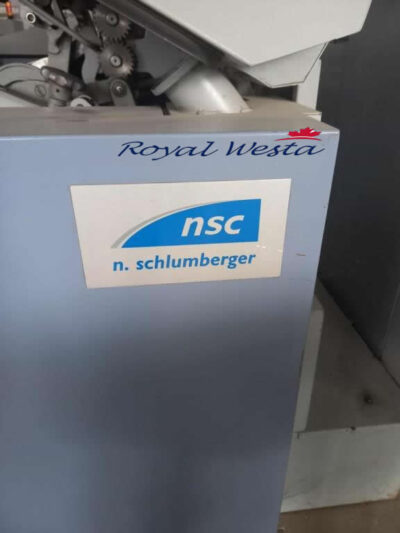 Royal Westa
nsc
n. schlumberger